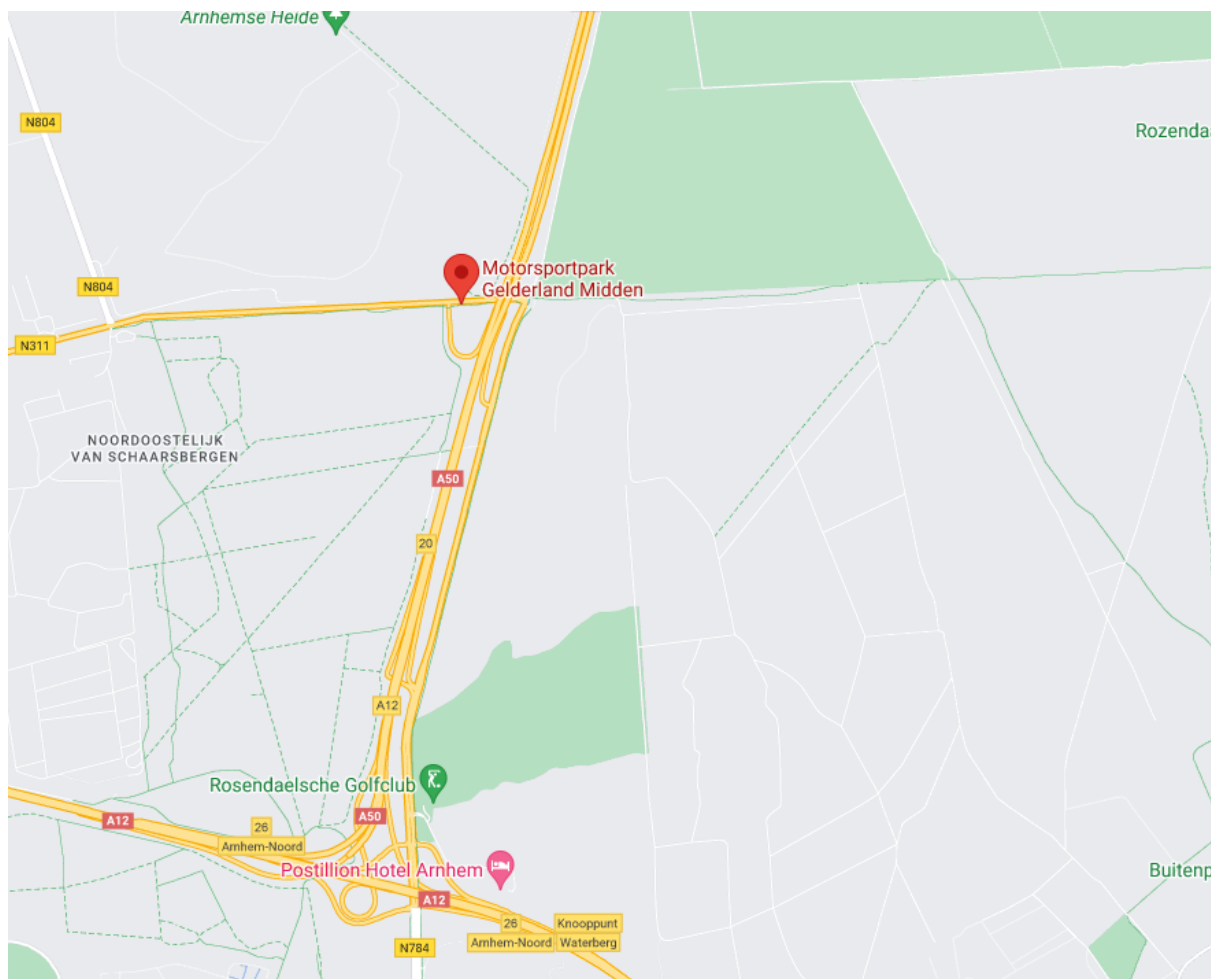 Arnhemse Heide
N804
Rozendaa
Motorsportpark
Gelderland Midden
N804
N311
NOORDOOSTELIJK
VAN SCHAARSBERGEN
A50
20
A12
Rosendaelsche Golfclub
A50
A12
26
Arnhem-Noord
Postillion Hotel Arnhem
Buitenp
A12
26
Knooppunt
Arnhem-Noord
Waterberg
N784